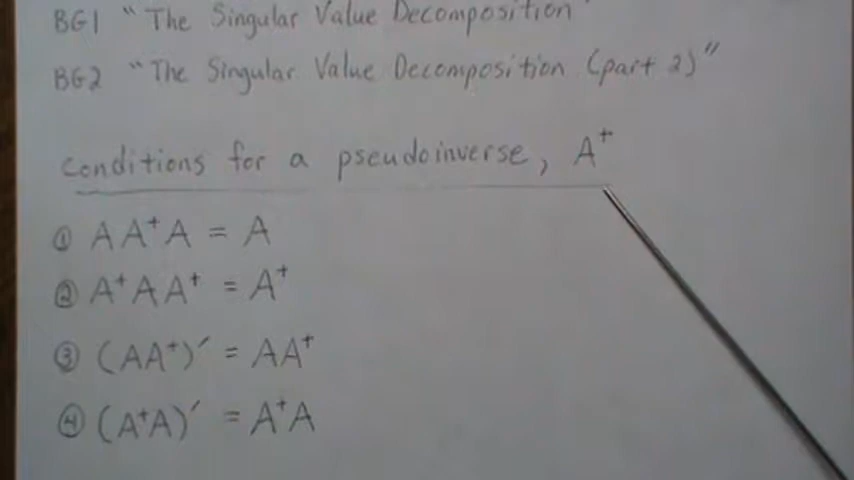 BG1 "The Singular Value Decomposition"
BG2 "The Singular Value Decomposition (part 2)"
Conditions for a pseudoinverse, A⁺
① AA⁺A = A
② A⁺AA⁺ = A⁺
③ (AA⁺)′ = AA⁺
④ (A⁺A)′ = A⁺A